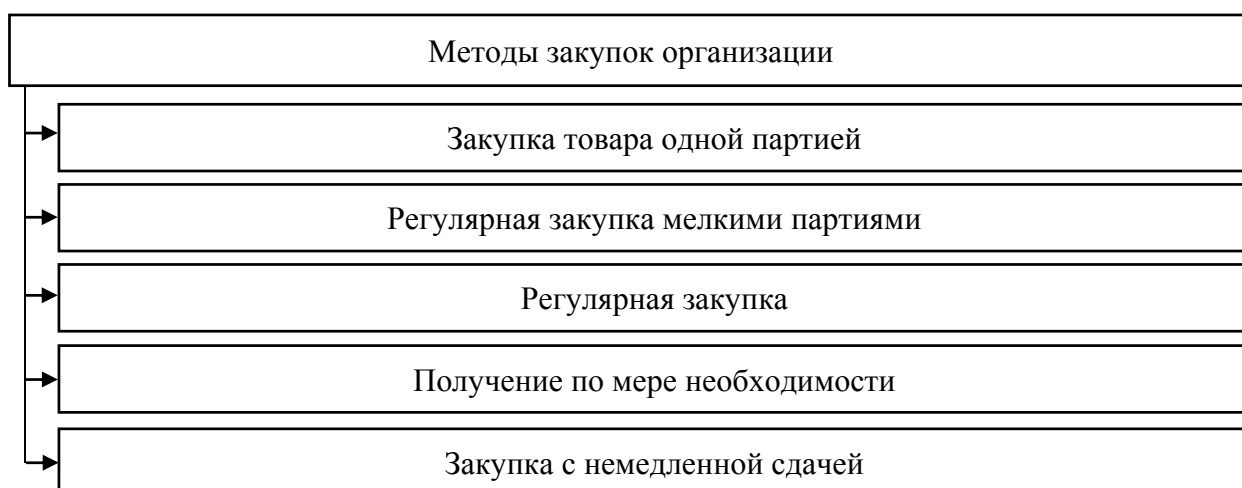 Методы закупок организации
Закупка товара одной партией
Регулярная закупка мелкими партиями
Регулярная закупка
Получение по мере необходимости
Закупка с немедленной сдачей